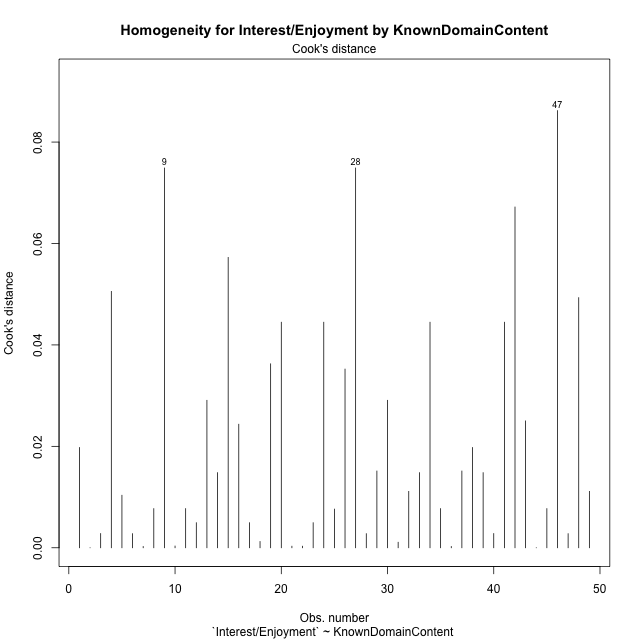 Homogeneity for Interest/Enjoyment by KnownDomainContent
Cook's distance
47
9
28
0.08
0.06
0.04
0.02
0.00
Cook's distance
0 10 20 30 40 50
Obs. number
`Interest/Enjoyment` ~ KnownDomainContent